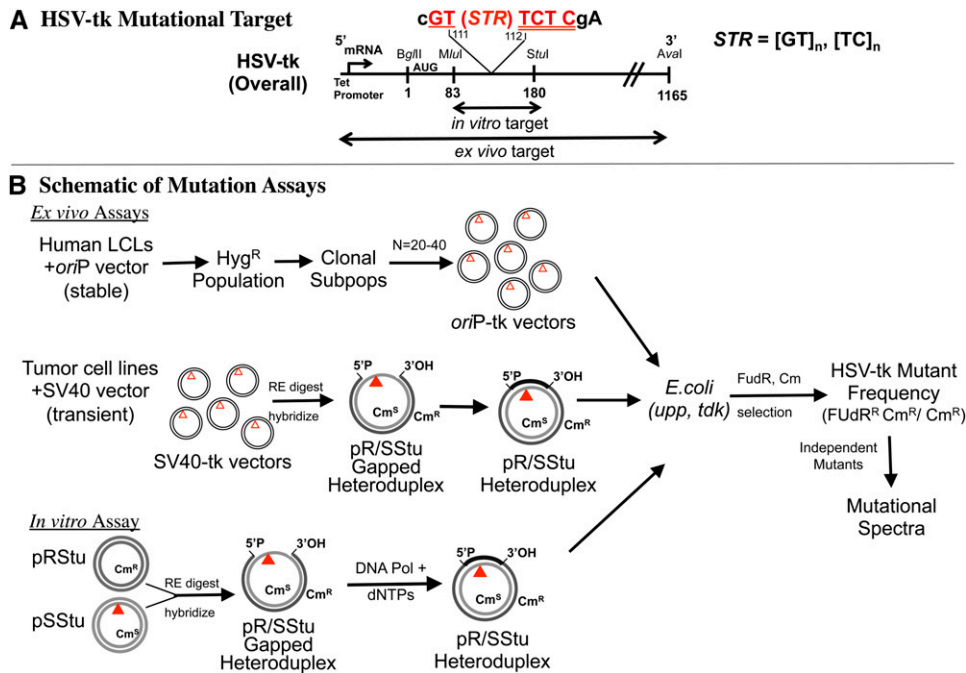 A HSV-tk Mutational Target
cGT (STR) TCT CgA
STR = [GT]n, [TC]n
111 112
5' mRNA BglII MluI StuI 3' AvaI
HSV-tk
(Overall)
AUG
Tet
Promoter
1 83 180 1165
in vitro target
ex vivo target
B Schematic of Mutation Assays
Ex vivo Assays
Human LCLs
+oriP vector
(stable)
HygR
Population
Clonal
Subpops
N=20-40
oriP-tk vectors
Tumor cell lines
+SV40 vector
(transient)
SV40-tk vectors
RE digest
hybridize
5'P 3'OH
CmS CmR
pR/SStu
Gapped
Heteroduplex
5'P 3'OH
CmS CmR
pR/SStu
Heteroduplex
E.coli
(upp, tdk)
FudR, Cm
selection
HSV-tk Mutant
Frequency
(FUdRR CmR/ CmR)
Independent
Mutants
Mutational
Spectra
In vitro Assay
pRStu
CmR
pSStu
CmS
RE digest
hybridize
5'P 3'OH
CmS CmR
pR/SStu
Gapped
Heteroduplex
DNA Pol +
dNTPs
5'P 3'OH
CmS CmR
pR/SStu
Heteroduplex